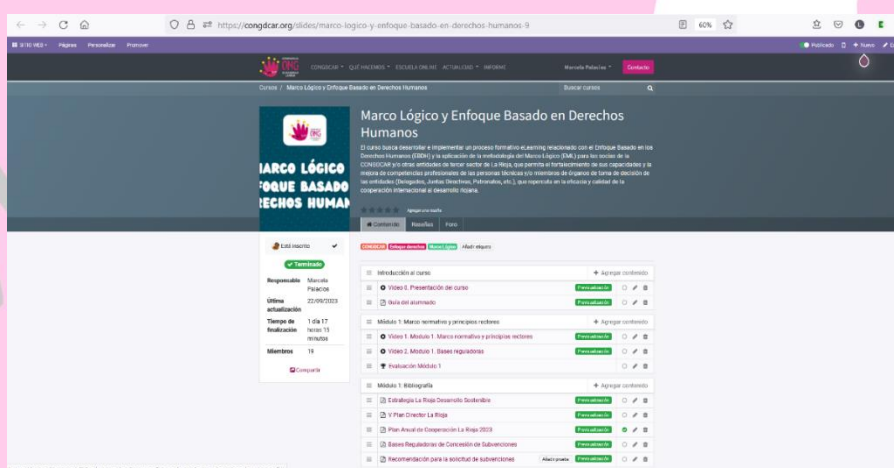 https://congdcar.org/slides/marco-logico-y-enfoque-basado-en-derechos-humanos-9
60%
SITIO WEB Páginas Personalizar Promover
Publicado + Nuevo
CONGDCAR QUÉ HACEMOS ESCUELA ONLINE ACTUALIDAD INFORME Marcela Palacios Contacto
Cursos / Marco Lógico y Enfoque Basado en Derechos Humanos Buscar cursos
Marco Lógico y Enfoque Basado en Derechos
Humanos
El curso busca desarrollar e implementar un proceso formativo eLearning relacionado con el Enfoque Basado en los
Derechos Humanos (EBDH) y la aplicación de la metodología del Marco Lógico (EML) para los socios de la
CONGDCAR y/o otras entidades de tercer sector de La Rioja, que permita el fortalecimiento de sus capacidades y la
mejora de competencias profesionales de las personas técnicas y/o miembros de órganos de toma de decisión de
las entidades (Delegados, Juntas Directivas, Patronatos, etc.), que repercuta en la eficacia y calidad de la
cooperación internacional al desarrollo riojana.
ONG
MARCO LÓGICO
FOQUE BASADO
RECHOS HUMAN
Contenido Reseñas Foro
CONGDCAR Enfoque derechos Marco Lógico Añadir etiqueta
Está inscrito
Terminado
Responsable Marcela
Palacios
Última 22/09/2023
actualización
Tiempo de 1 día 17
finalización horas 15
minutos
Miembros 19
Compartir
Introducción al curso + Agregar contenido
Video 0. Presentación del curso Previsualización
Guía del alumnado Previsualización
Módulo 1: Marco normativo y principios rectores + Agregar contenido
Video 1. Modulo 1. Marco normativo y principios rectores Previsualización
Video 2. Módulo 1. Bases reguladoras Previsualización
Evaluación Módulo 1
Módulo 1: Bibliografía + Agregar contenido
Estrategia La Rioja Desarrollo Sostenible Previsualización
V Plan Director La Rioja Previsualización
Plan Anual de Cooperación La Rioja 2023 Previsualización
Bases Reguladoras de Concesión de Subvenciones Previsualización
Recomendación para la solicitud de subvenciones Añadir prueba Previsualización